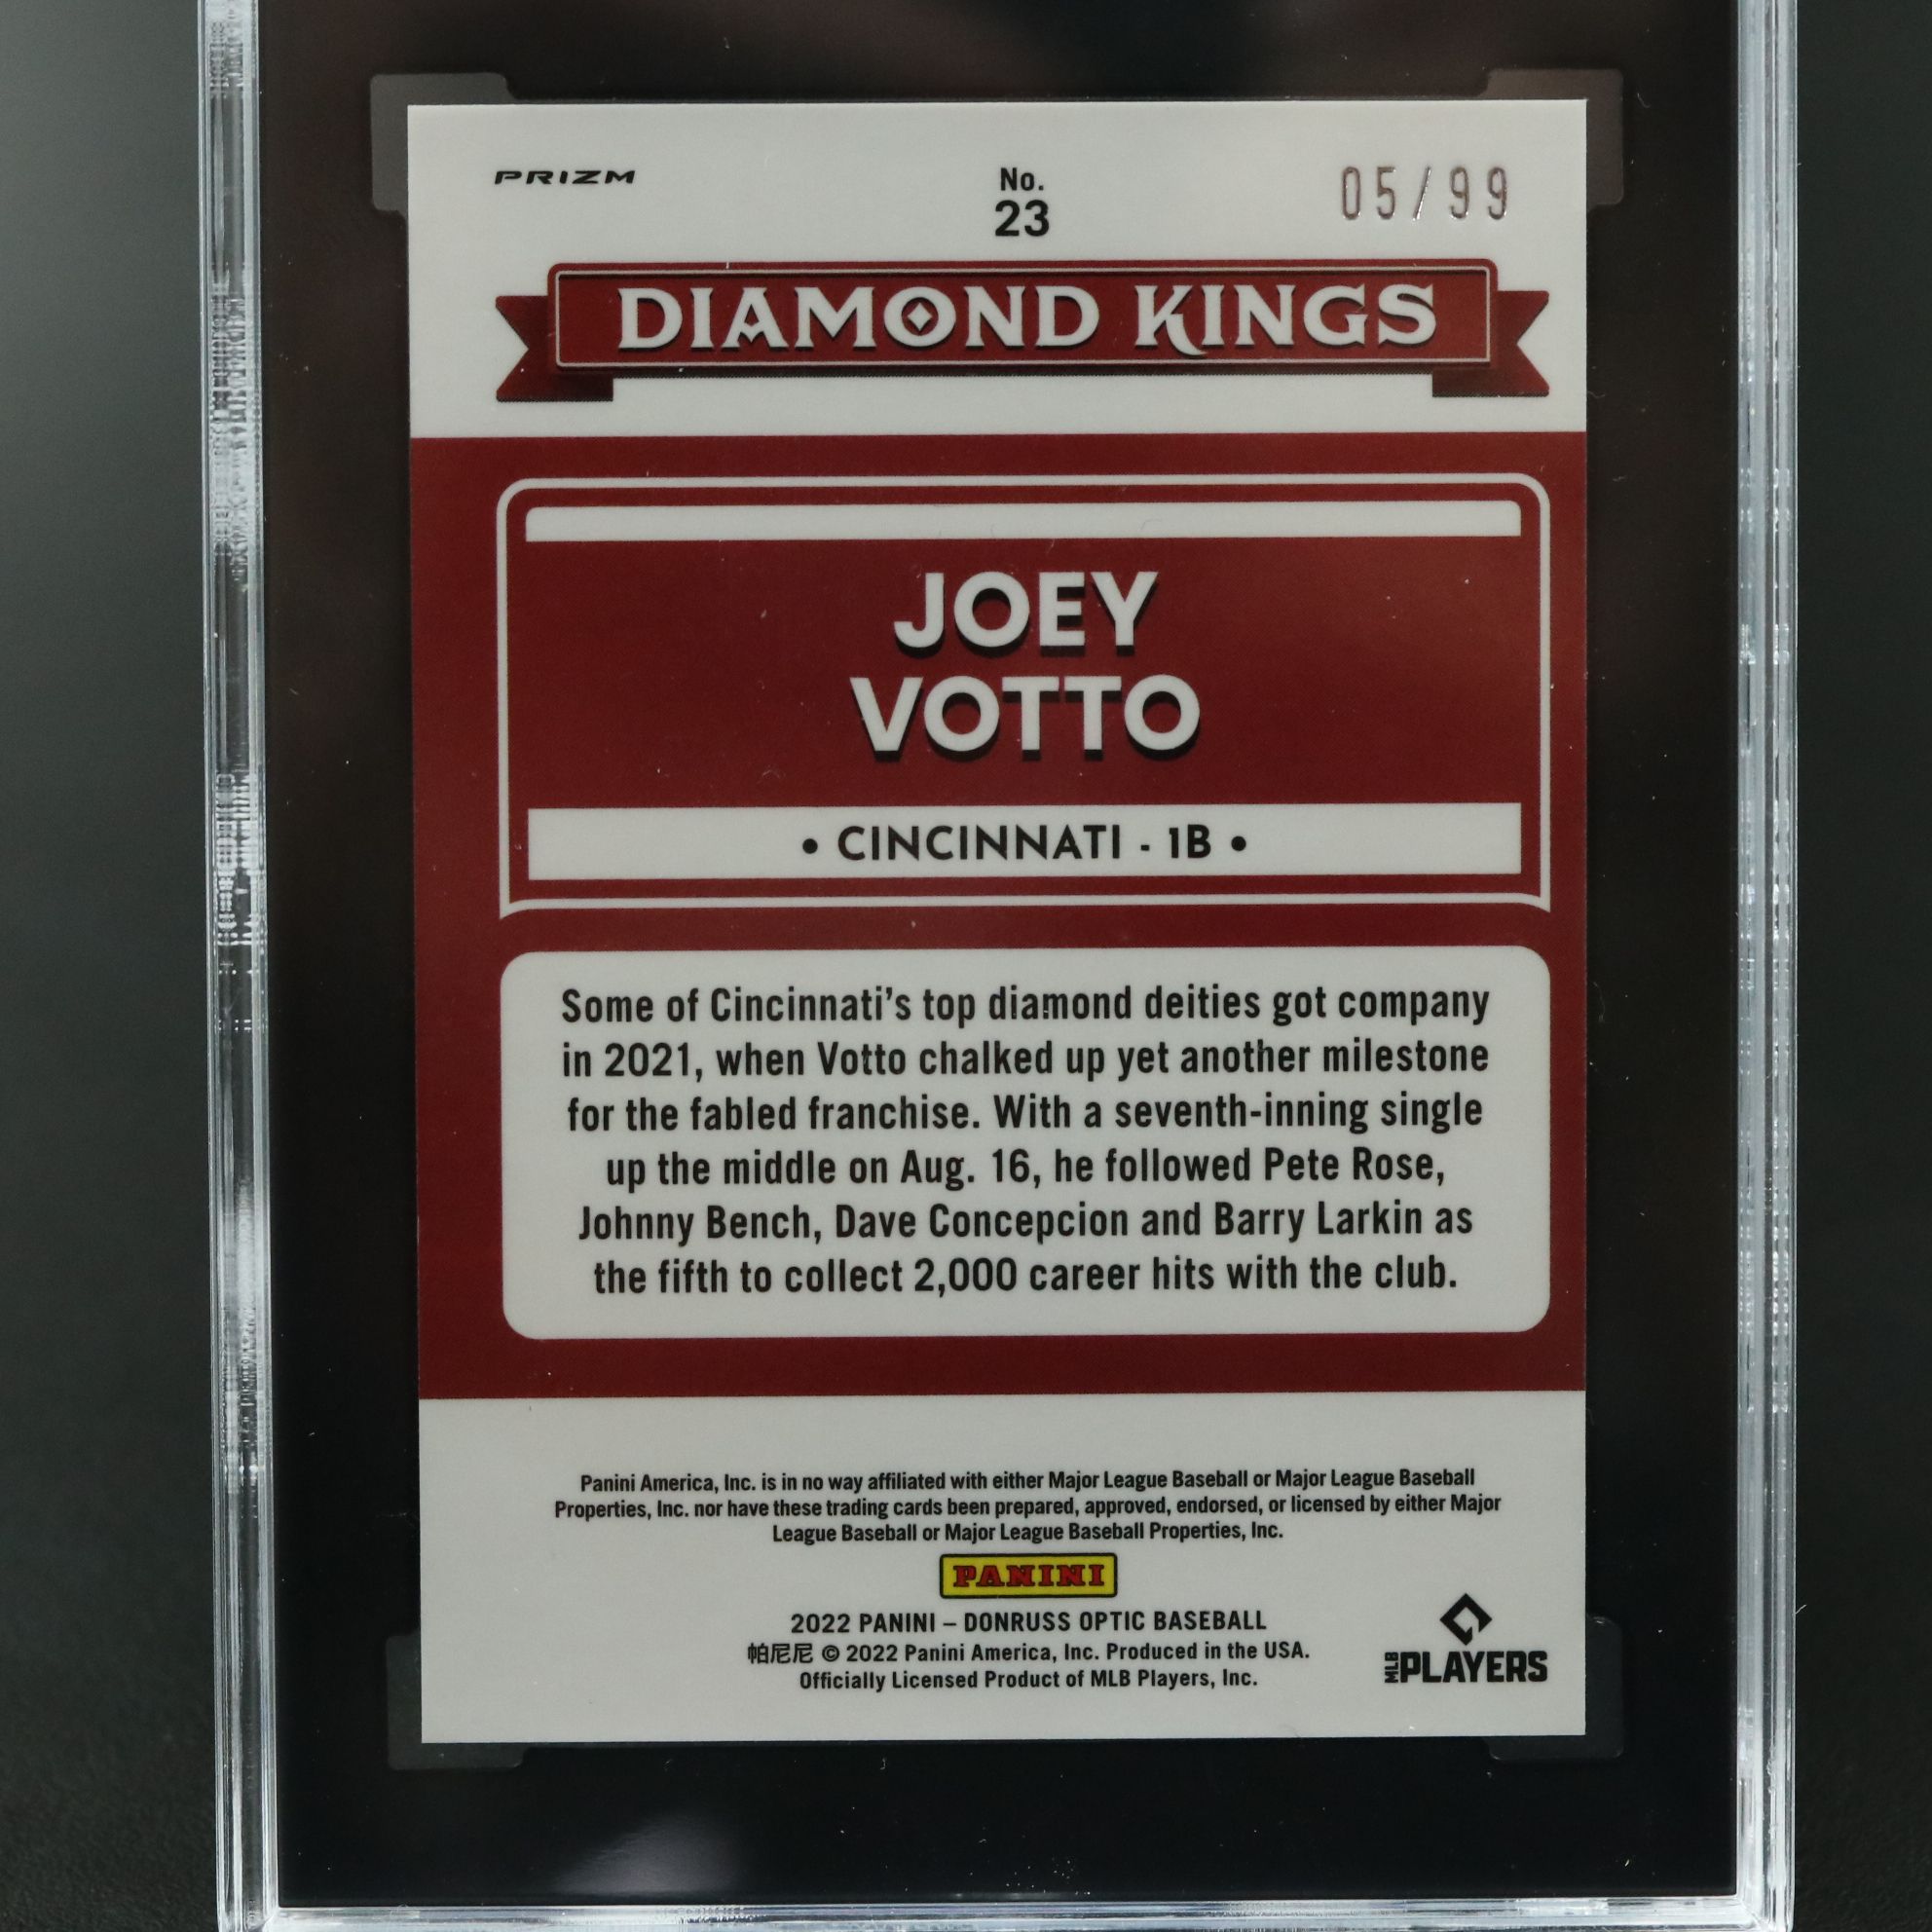 PRIZM
No.
23
05/99
DIAMOND KINGS
JOEY
VOTTO
• CINCINNATI - 1B •
Some of Cincinnati’s top diamond deities got company
in 2021, when Votto chalked up yet another milestone
for the fabled franchise. With a seventh-inning single
up the middle on Aug. 16, he followed Pete Rose,
Johnny Bench, Dave Concepcion and Barry Larkin as
the fifth to collect 2,000 career hits with the club.
Panini America, Inc. is in no way affiliated with either Major League Baseball or Major League Baseball
Properties, Inc. nor have these trading cards been prepared, approved, endorsed, or licensed by either Major
League Baseball or Major League Baseball Properties, Inc.
PANINI
2022 PANINI – DONRUSS OPTIC BASEBALL
帕尼尼 © 2022 Panini America, Inc. Produced in the USA.
Officially Licensed Product of MLB Players, Inc.
MLB PLAYERS